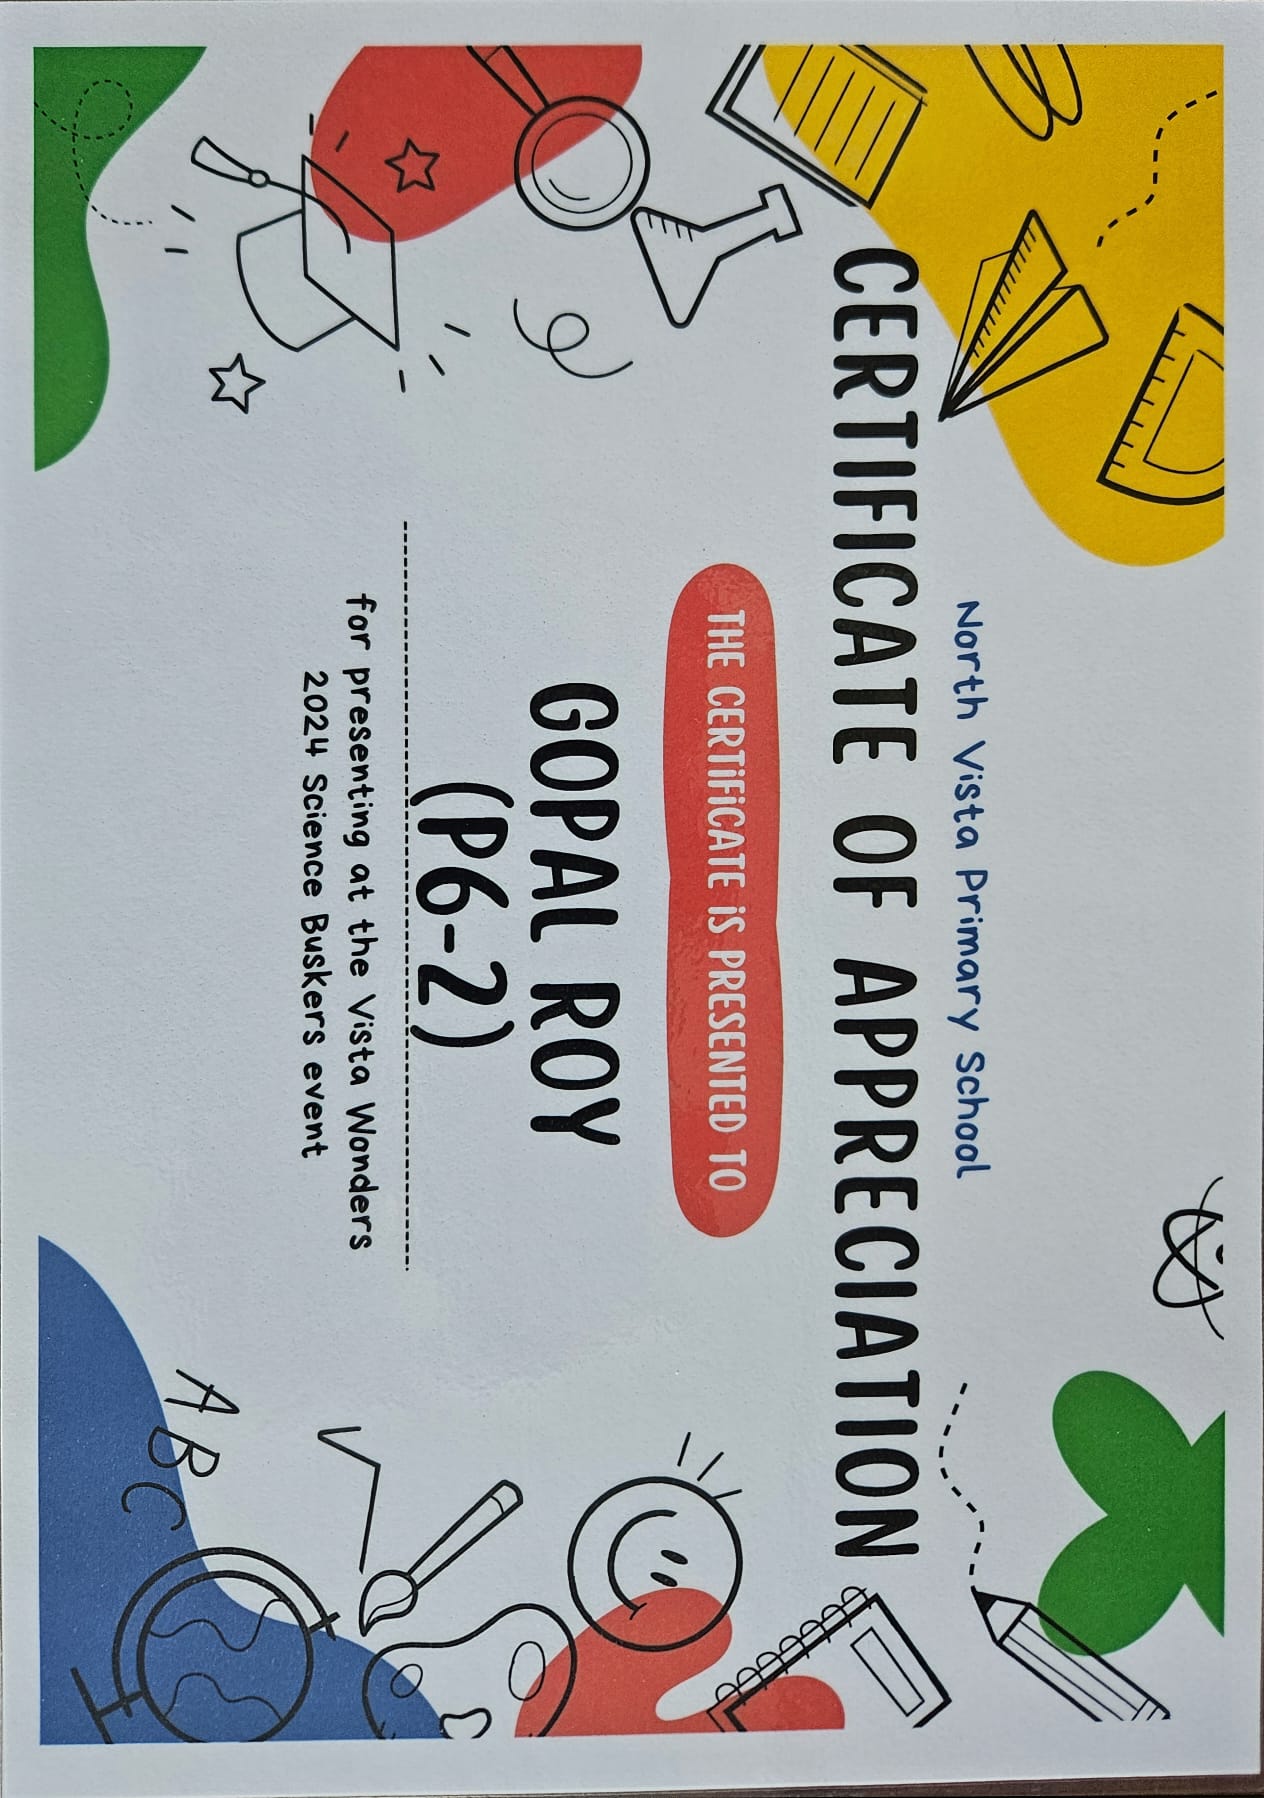 North Vista Primary School
CERTIFICATE OF APPRECIATION
THE CERTIFICATE IS PRESENTED TO
GOPAL ROY
(P6-2)
for presenting at the Vista Wonders
2024 Science Buskers event
ABC